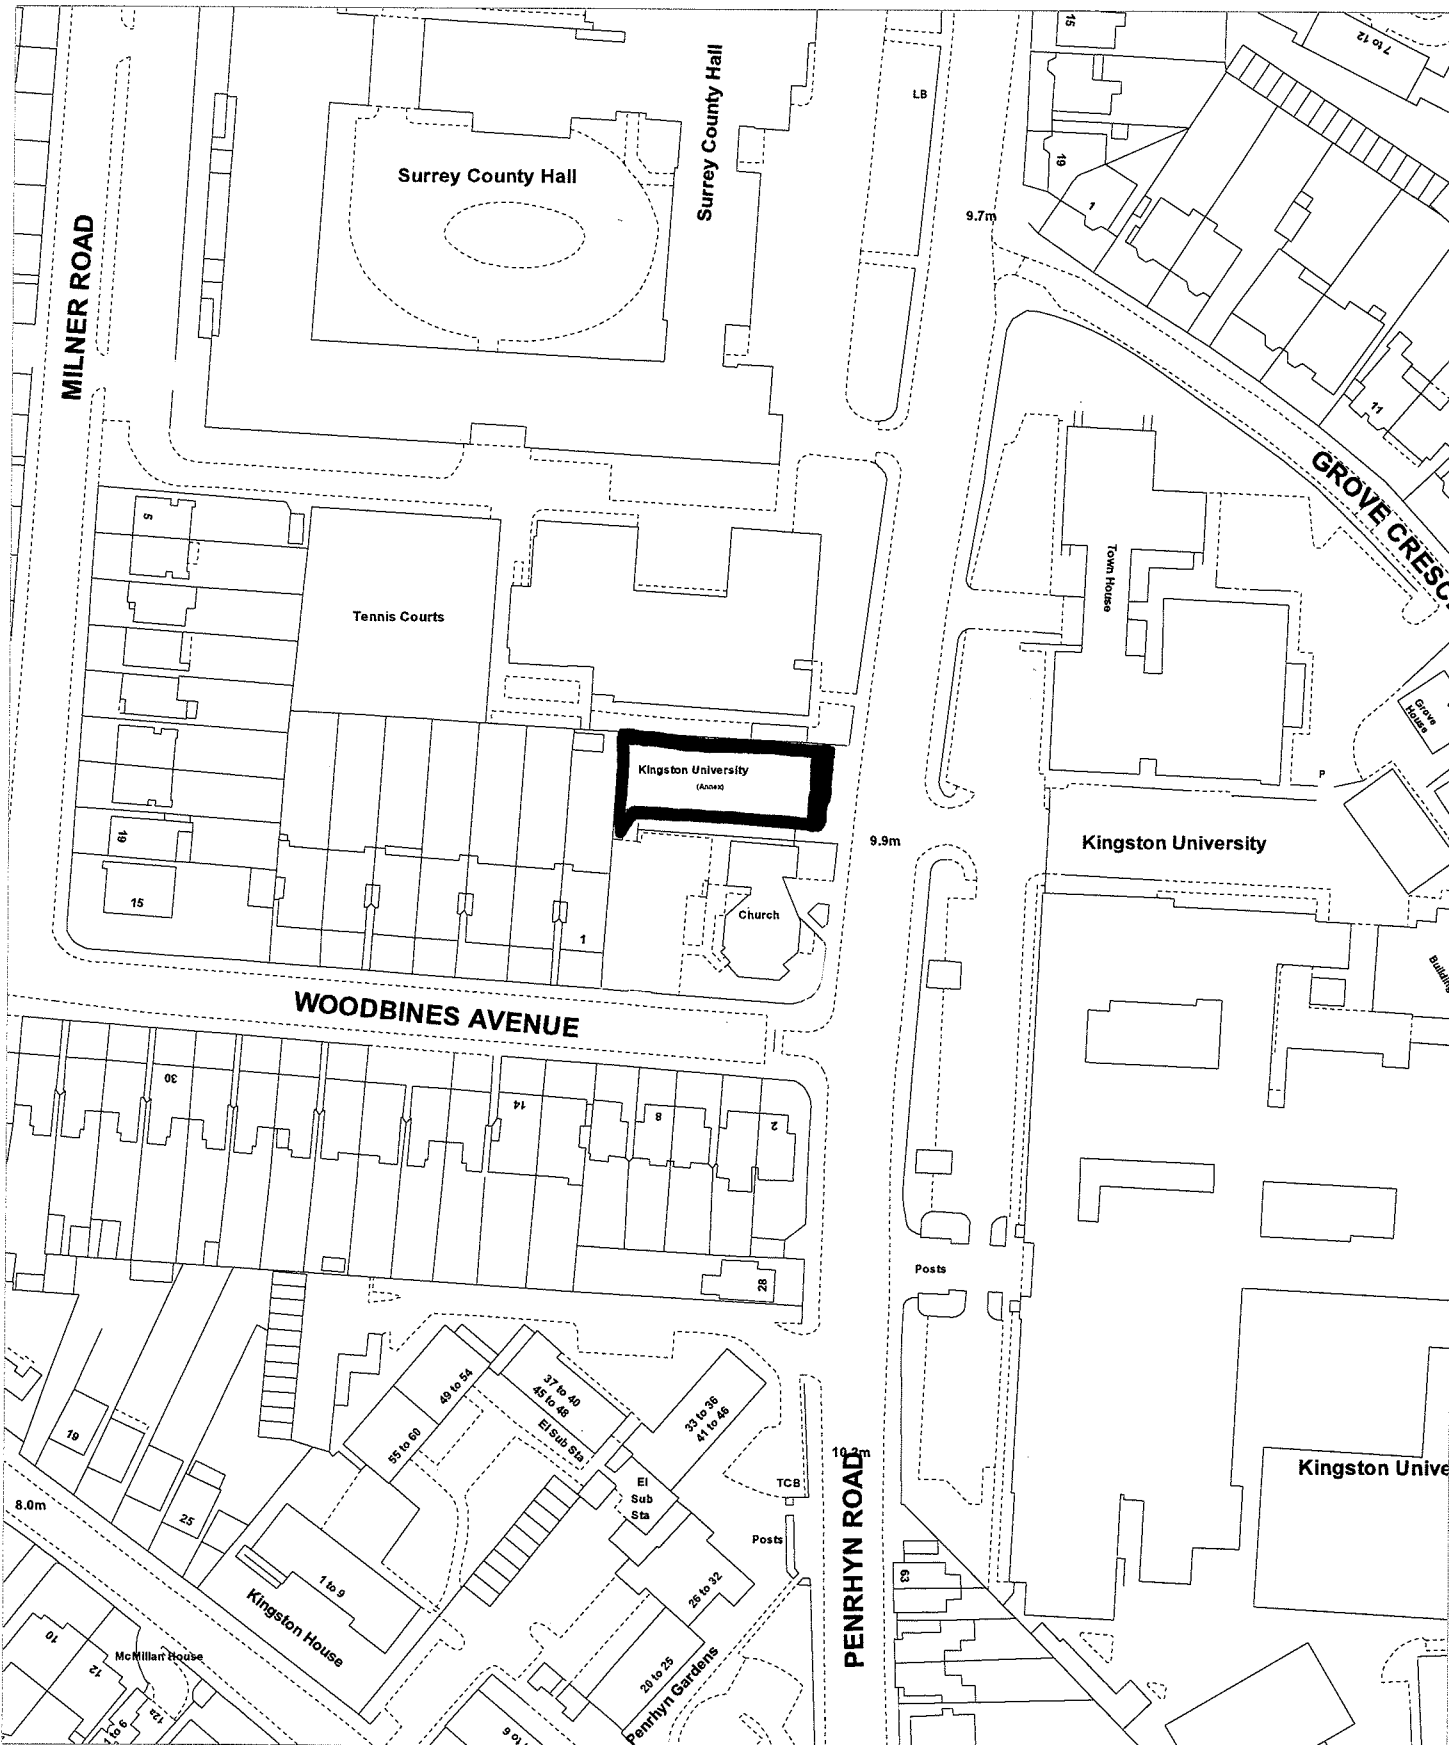 15
7 to 12
LB
Surrey County Hall
Surrey County Hall
19
1
9.7m
MILNER ROAD
11
GROVE CRESC
5
Town House
Tennis Courts
Grove
House
Kingston University
(Annex)
P
9.9m
Kingston University
19
15
Church
1
Building
WOODBINES AVENUE
30
14
8
2
Posts
28
49 to 54
37 to 40
45 to 48
33 to 36
41 to 46
55 to 60
El Sub Sta
19
10.2m
Kingston Unive
TCB
El
Sub
Sta
8.0m
25
Posts
PENRHYN ROAD
63
1 to 9
26 to 32
Kingston House
10
12
McMillan House
20 to 25
Penrhyn Gardens
12a
1 to 6